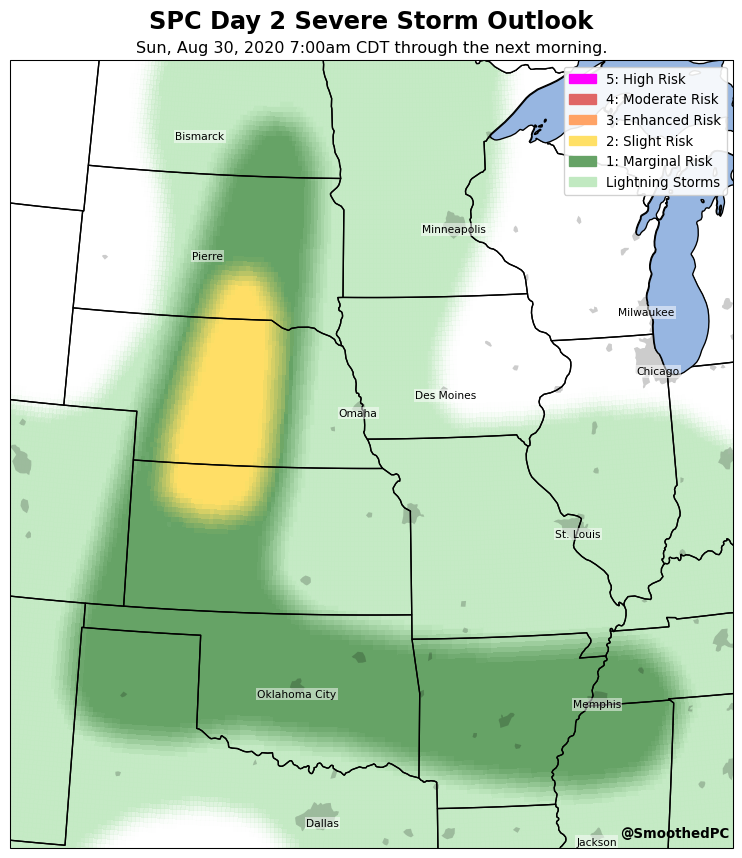 SPC Day 2 Severe Storm Outlook
Sun, Aug 30, 2020 7:00am CDT through the next morning.
5: High Risk
4: Moderate Risk
3: Enhanced Risk
2: Slight Risk
1: Marginal Risk
Lightning Storms
Bismarck
Minneapolis
Pierre
Milwaukee
Chicago
Des Moines
Omaha
St. Louis
Oklahoma City
Memphis
Dallas
@SmoothedPC
Jackson